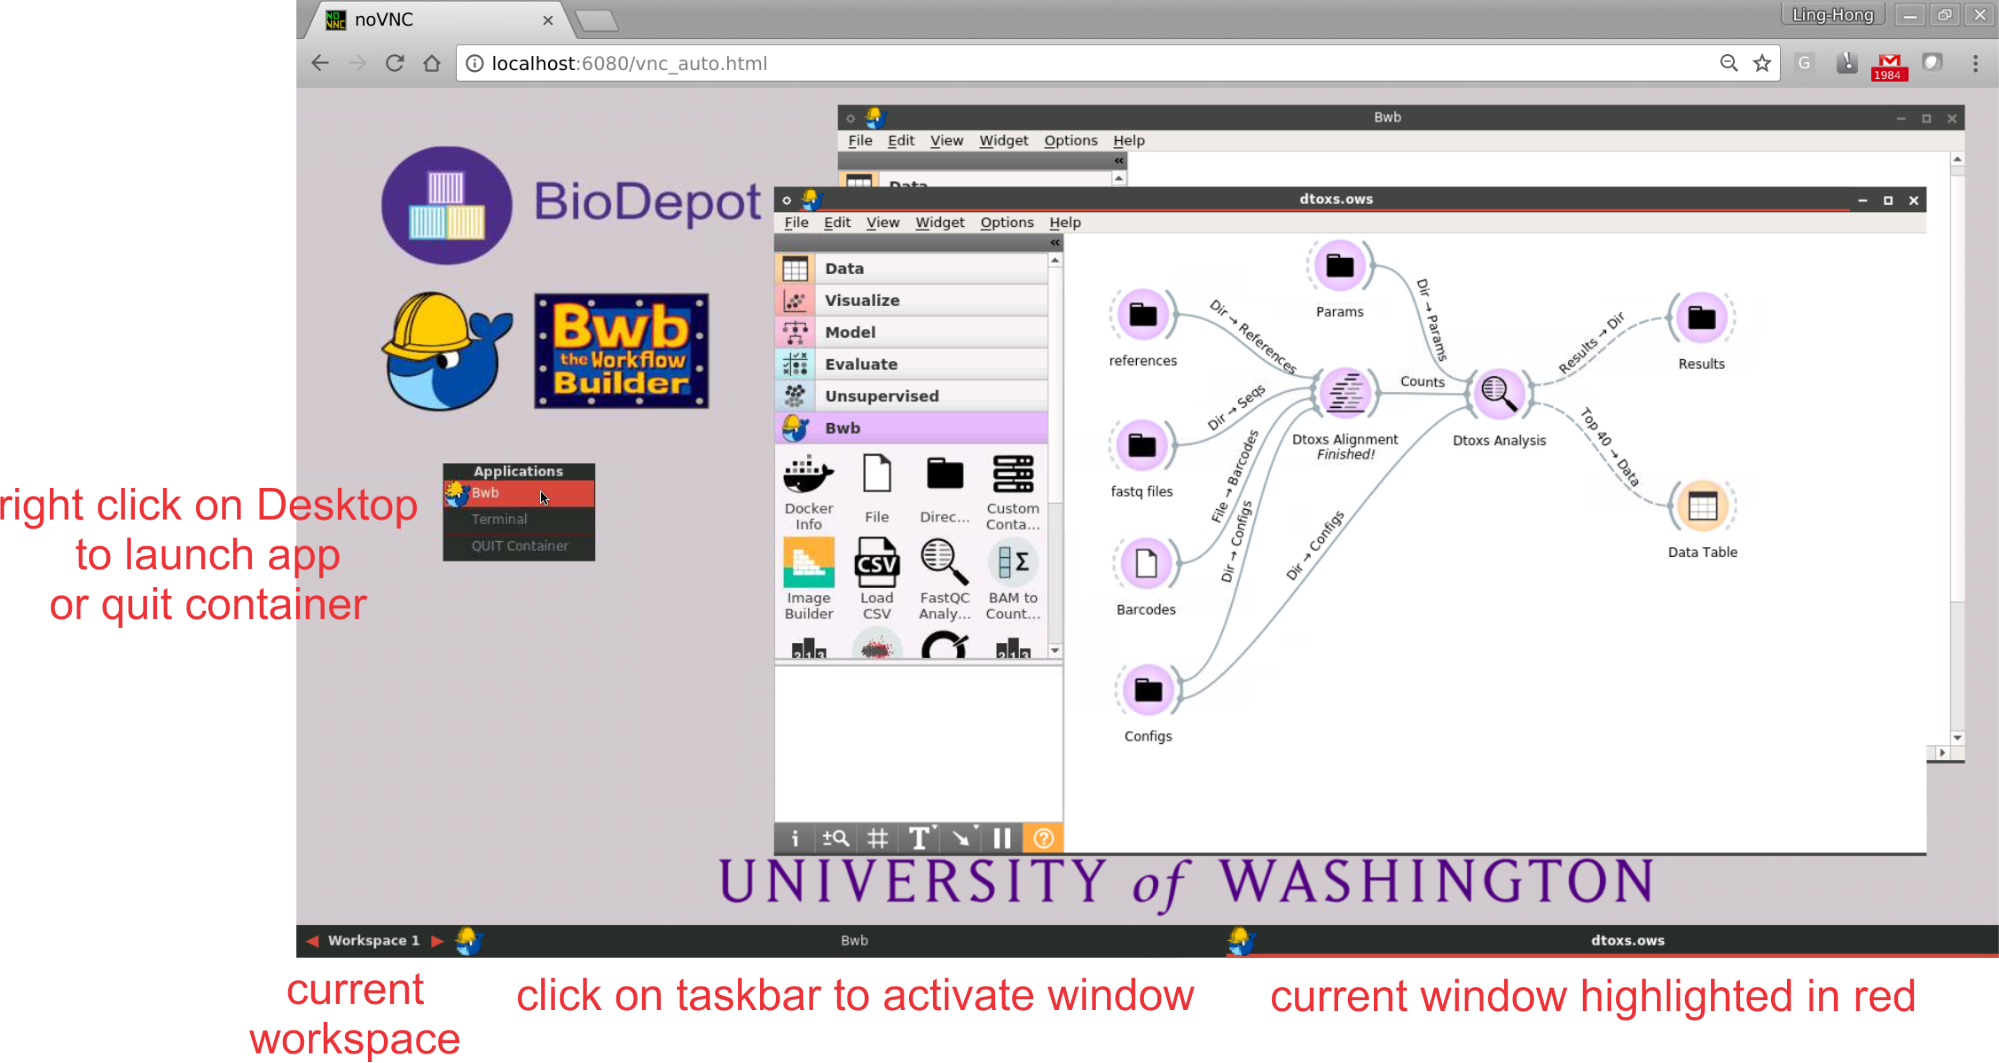 noVNC
Ling-Hong
localhost:6080/vnc_auto.html
G
1984
Bwb
File Edit View Widget Options Help
Data
BioDepot
dtoxs.ows
File Edit View Widget Options Help
Data
Visualize
Model
Evaluate
Unsupervised
Bwb
Docker Info
File
Direc...
Custom Conta...
Image Builder
CSV
Load CSV
FastQC Analy...
BAM to Count...
Bwb
the Workflow
Builder
Params
references
fastq files
Barcodes
Configs
Dir → References
Dir → Params
Dir → Seqs
File → Barcodes
Dir → Configs
Dir → Configs
Counts
Dtoxs Alignment
Finished!
Dtoxs Analysis
Results → Dir
Top 40 → Data
Results
Data Table
Applications
Bwb
Terminal
QUIT Container
right click on Desktop
to launch app
or quit container
UNIVERSITY of WASHINGTON
Workspace 1
Bwb
dtoxs.ows
current
workspace
click on taskbar to activate window
current window highlighted in red